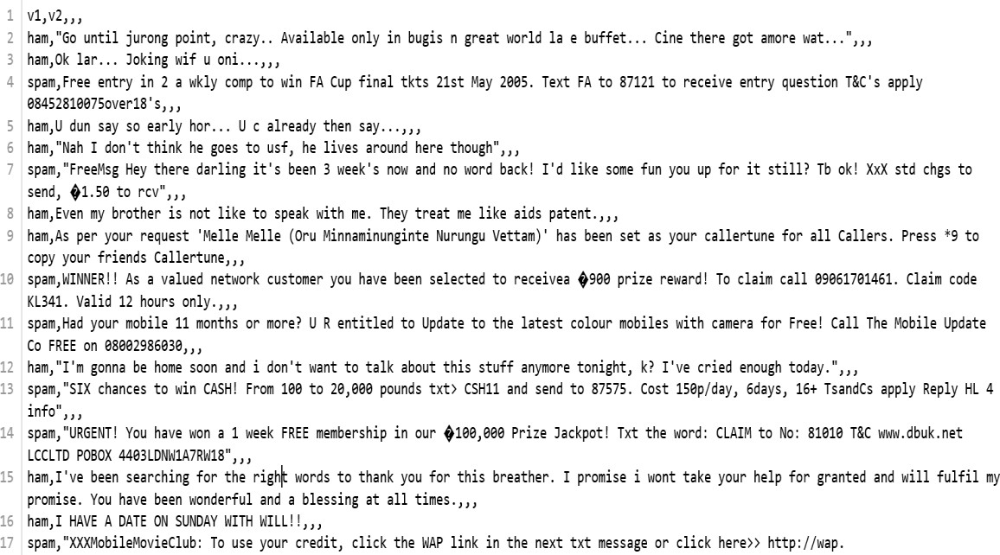 1 v1,v2,,,
2 ham,"Go until jurong point, crazy.. Available only in bugis n great world la e buffet... Cine there got amore wat...",,,
3 ham,Ok lar... Joking wif u oni...,,,
4 spam,Free entry in 2 a wkly comp to win FA Cup final tkts 21st May 2005. Text FA to 87121 to receive entry question T&C's apply
08452810075over18's,,,
5 ham,U dun say so early hor... U c already then say...,,,
6 ham,"Nah I don't think he goes to usf, he lives around here though",,,
7 spam,"FreeMsg Hey there darling it's been 3 week's now and no word back! I'd like some fun you up for it still? Tb ok! XxX std chgs to
send, �1.50 to rcv",,,
8 ham,Even my brother is not like to speak with me. They treat me like aids patent.,,,
9 ham,As per your request 'Melle Melle (Oru Minnaminunginte Nurungu Vettam)' has been set as your callertune for all Callers. Press *9 to
copy your friends Callertune,,,
10 spam,WINNER!! As a valued network customer you have been selected to receivea �900 prize reward! To claim call 09061701461. Claim code
KL341. Valid 12 hours only.,,,
11 spam,Had your mobile 11 months or more? U R entitled to Update to the latest colour mobiles with camera for Free! Call The Mobile Update
Co FREE on 08002986030,,,
12 ham,"I'm gonna be home soon and i don't want to talk about this stuff anymore tonight, k? I've cried enough today.",,,
13 spam,"SIX chances to win CASH! From 100 to 20,000 pounds txt> CSH11 and send to 87575. Cost 150p/day, 6days, 16+ TsandCs apply Reply HL 4
info",,,
14 spam,"URGENT! You have won a 1 week FREE membership in our �100,000 Prize Jackpot! Txt the word: CLAIM to No: 81010 T&C www.dbuk.net
LCCLTD POBOX 4403LDNW1A7RW18",,,
15 ham,I've been searching for the right words to thank you for this breather. I promise i wont take your help for granted and will fulfil my
promise. You have been wonderful and a blessing at all times.,,,
16 ham,I HAVE A DATE ON SUNDAY WITH WILL!!,,,
17 spam,"XXXMobileMovieClub: To use your credit, click the WAP link in the next txt message or click here>> http://wap.